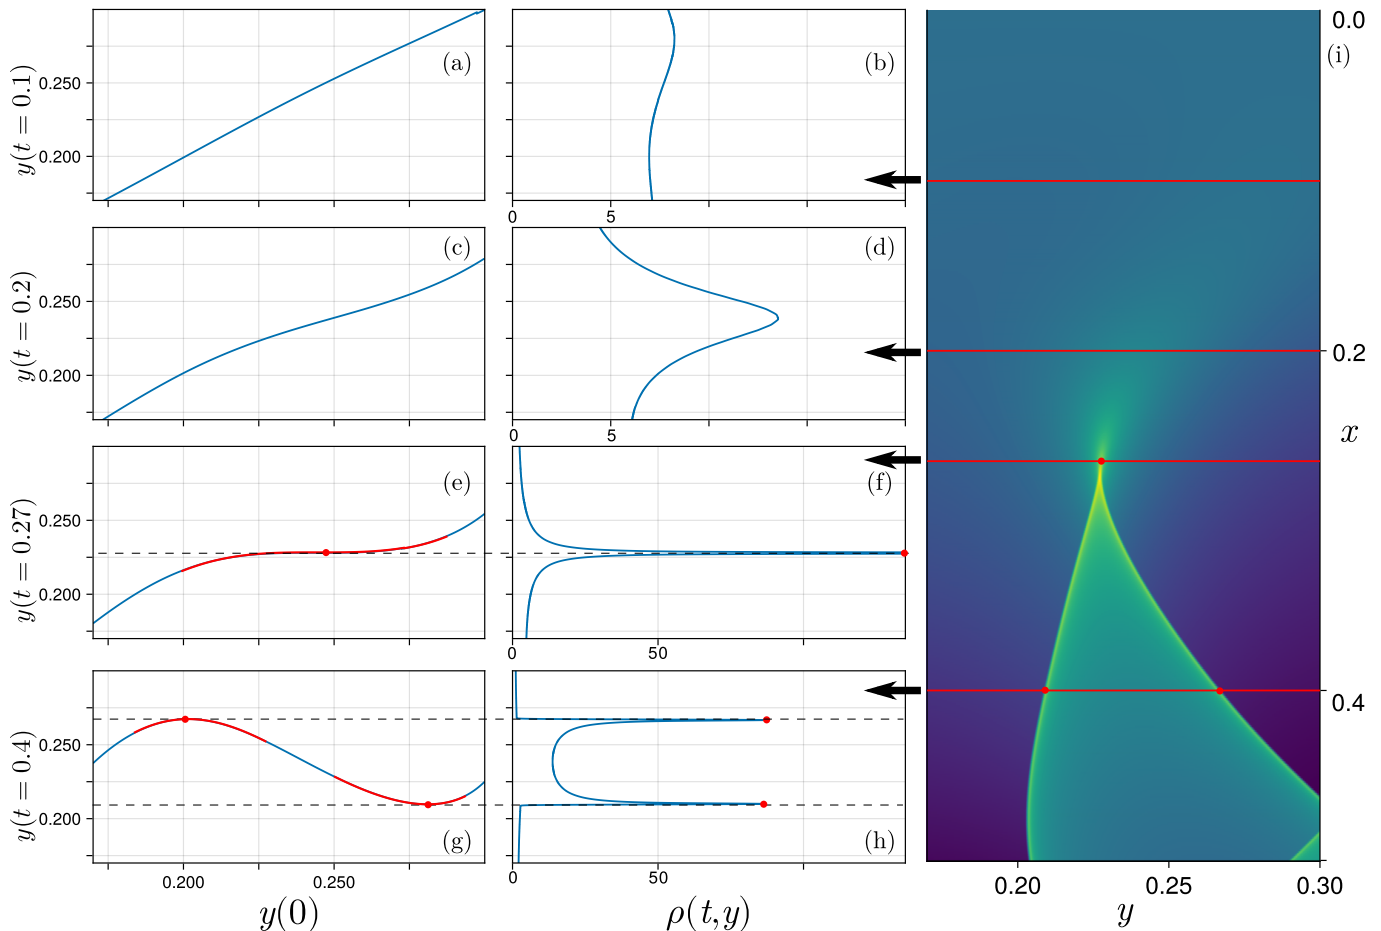 y(t = 0.1)
0.250
0.200
(a)
(b)
0 5
y(t = 0.2)
0.250
0.200
(c)
(d)
0 5
y(t = 0.27)
0.250
0.200
(e)
(f)
0 50
y(t = 0.4)
0.250
0.200
(g)
(h)
0.200 0.250
0 50
y(0)
ρ(t, y)
0.0
(i)
0.2
x
0.4
0.20 0.25 0.30
y